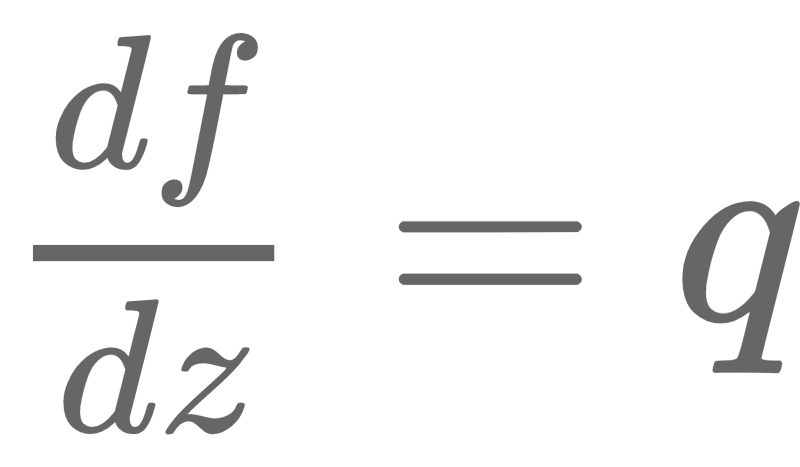 df
dz
= q